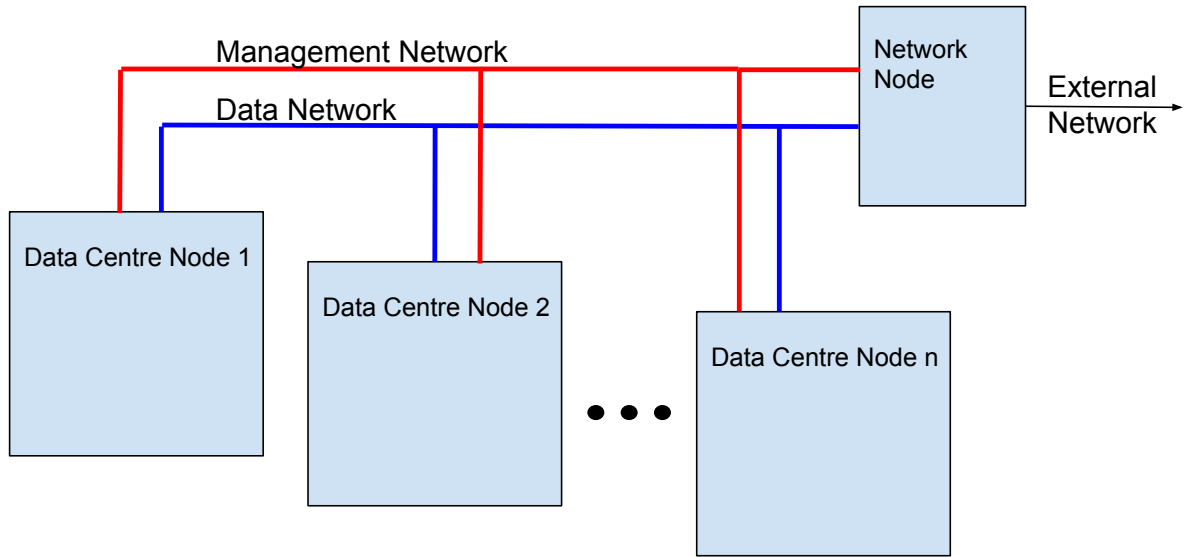 Management Network
Network
Node
External
Network
Data Network
Data Centre Node 1
Data Centre Node 2
Data Centre Node n